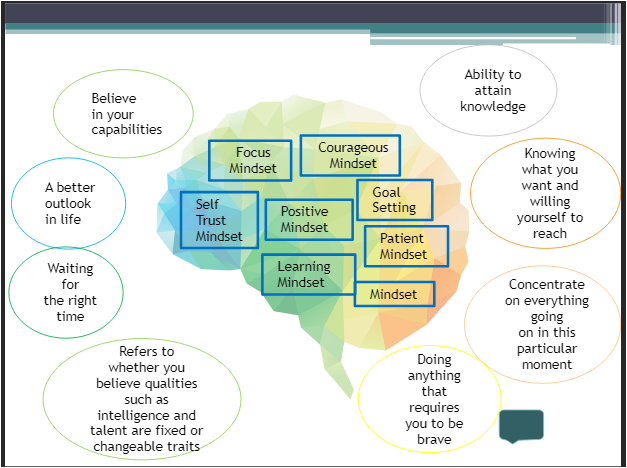 Believe
in your
capabilities
Ability to
attain
knowledge
Focus
Mindset
Courageous
Mindset
A better
outlook
in life
Self
Trust
Mindset
Positive
Mindset
Goal
Setting
Knowing
what you
want and
willing
yourself to
reach
Patient
Mindset
Waiting
for
the right
time
Learning
Mindset
Mindset
Concentrate
on everything
going
on in this
particular
moment
Refers to
whether you
believe qualities
such as
intelligence and
talent are fixed or
changeable traits
Doing
anything
that
requires
you to be
brave